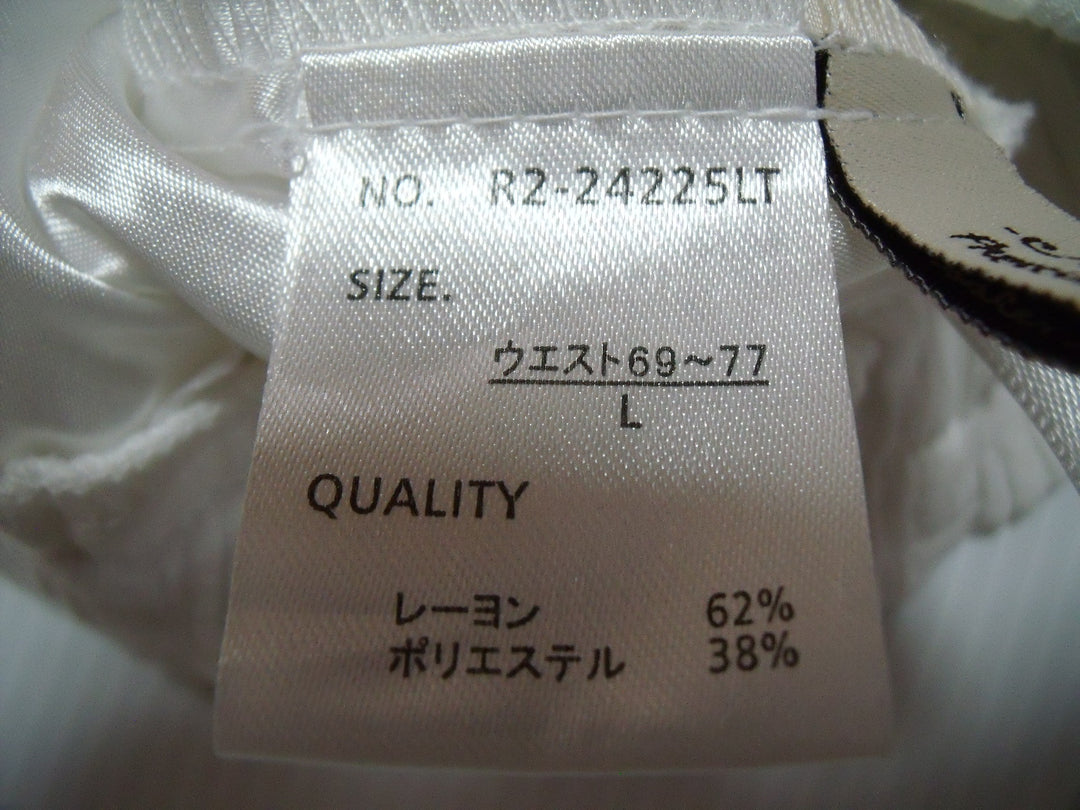 NO. R2-24225LT
SIZE.
ウエスト69～77
L
QUALITY
レーヨン 62%
ポリエステル 38%